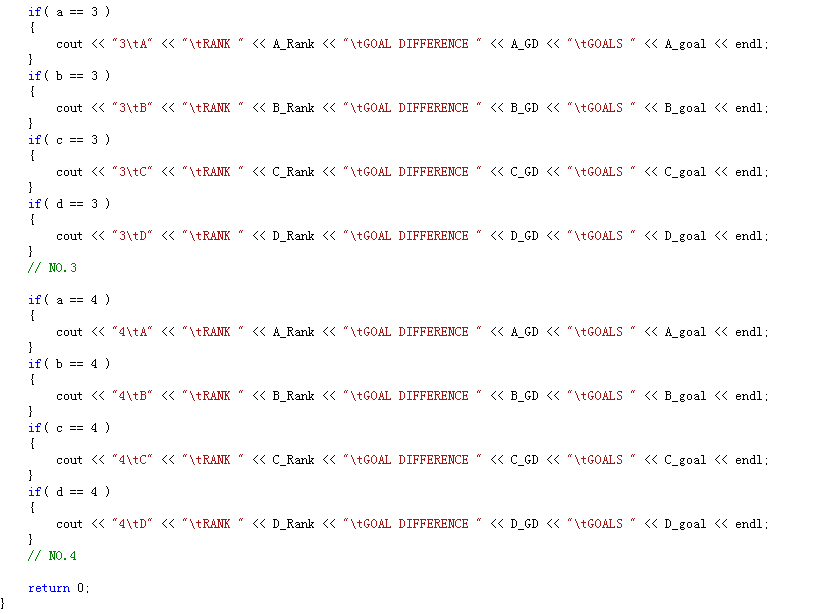 if( a == 3 )
{
cout << "3\tA" << "\tRANK " << A_Rank << "\tGOAL DIFFERENCE " << A_GD << "\tGOALS " << A_goal << endl;
}
if( b == 3 )
{
cout << "3\tB" << "\tRANK " << B_Rank << "\tGOAL DIFFERENCE " << B_GD << "\tGOALS " << B_goal << endl;
}
if( c == 3 )
{
cout << "3\tC" << "\tRANK " << C_Rank << "\tGOAL DIFFERENCE " << C_GD << "\tGOALS " << C_goal << endl;
}
if( d == 3 )
{
cout << "3\tD" << "\tRANK " << D_Rank << "\tGOAL DIFFERENCE " << D_GD << "\tGOALS " << D_goal << endl;
}
// NO.3
if( a == 4 )
{
cout << "4\tA" << "\tRANK " << A_Rank << "\tGOAL DIFFERENCE " << A_GD << "\tGOALS " << A_goal << endl;
}
if( b == 4 )
{
cout << "4\tB" << "\tRANK " << B_Rank << "\tGOAL DIFFERENCE " << B_GD << "\tGOALS " << B_goal << endl;
}
if( c == 4 )
{
cout << "4\tC" << "\tRANK " << C_Rank << "\tGOAL DIFFERENCE " << C_GD << "\tGOALS " << C_goal << endl;
}
if( d == 4 )
{
cout << "4\tD" << "\tRANK " << D_Rank << "\tGOAL DIFFERENCE " << D_GD << "\tGOALS " << D_goal << endl;
}
// NO.4
return 0;
}